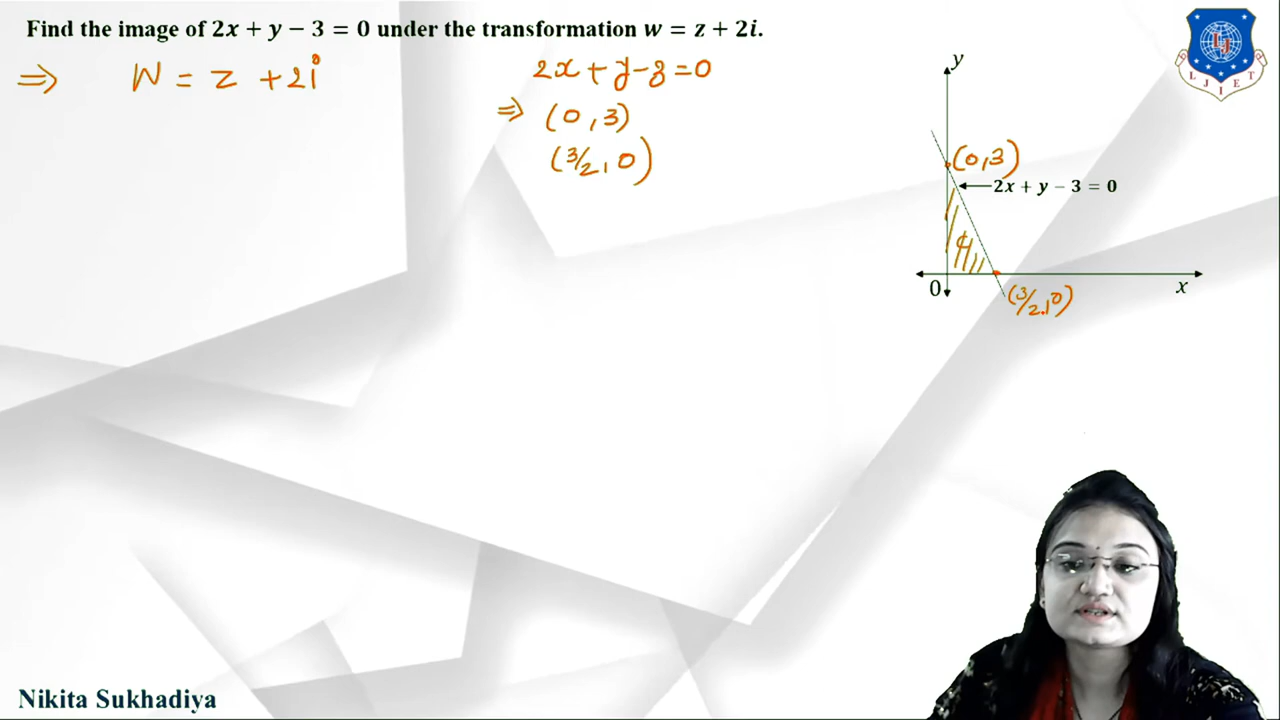 Find the image of 2x + y − 3 = 0 under the transformation w = z + 2i.
⇒ W = z + 2i
2x + y - 3 = 0
⇒ (0, 3)
(3/2, 0)
y
(0,3)
2x + y − 3 = 0
0
(3/2, 0)
x
LJIET
Nikita Sukhadiya